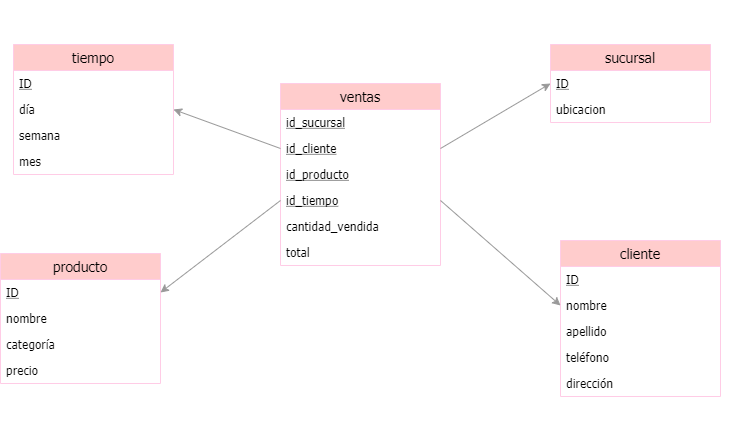 tiempo
ID
día
semana
mes
ventas
id_sucursal
id_cliente
id_producto
id_tiempo
cantidad_vendida
total
sucursal
ID
ubicacion
producto
ID
nombre
categoría
precio
cliente
ID
nombre
apellido
teléfono
dirección